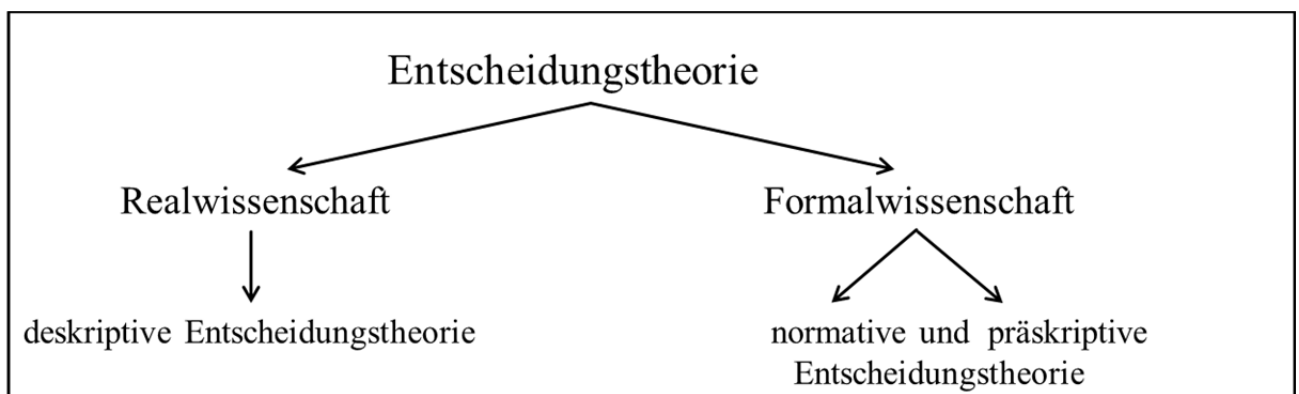 Entscheidungstheorie
Realwissenschaft
Formalwissenschaft
deskriptive Entscheidungstheorie
normative und präskriptive
Entscheidungstheorie